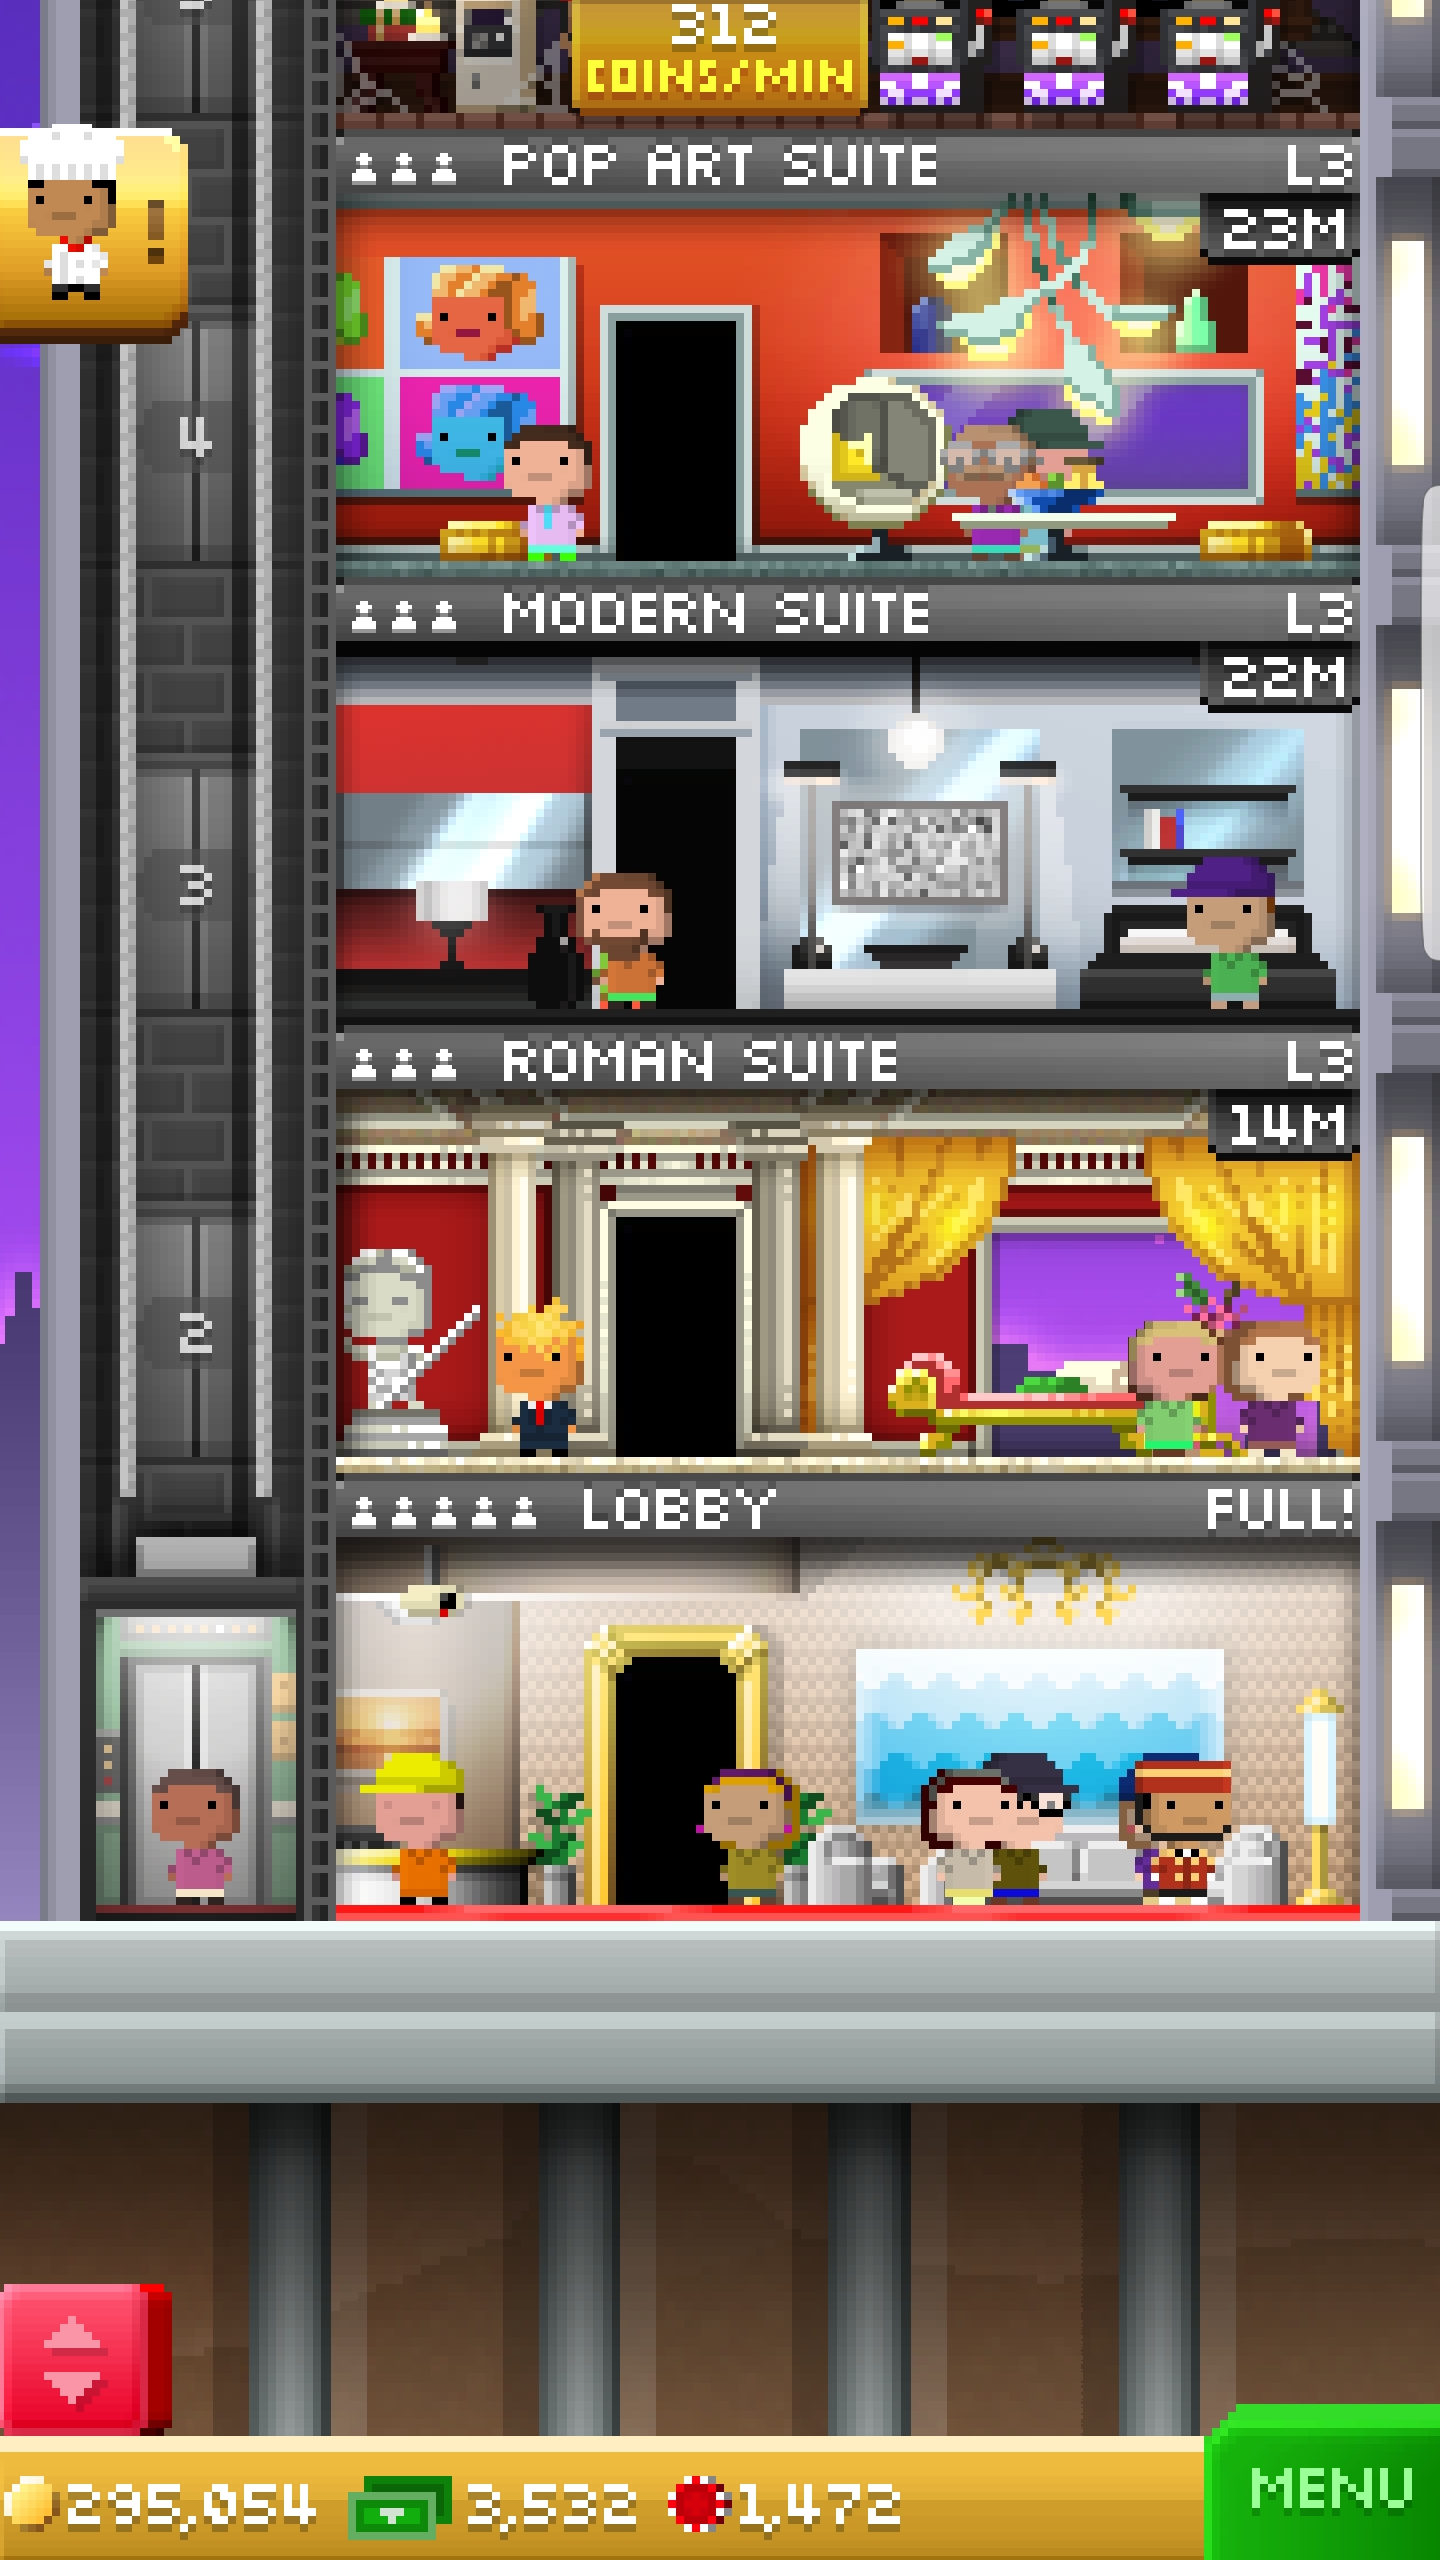 312
COINS/MIN
POP ART SUITE L3
23M
!
4
MODERN SUITE L3
22M
3
ROMAN SUITE L3
14M
2
LOBBY FULL!
MENU
295,054 3,532 1,472